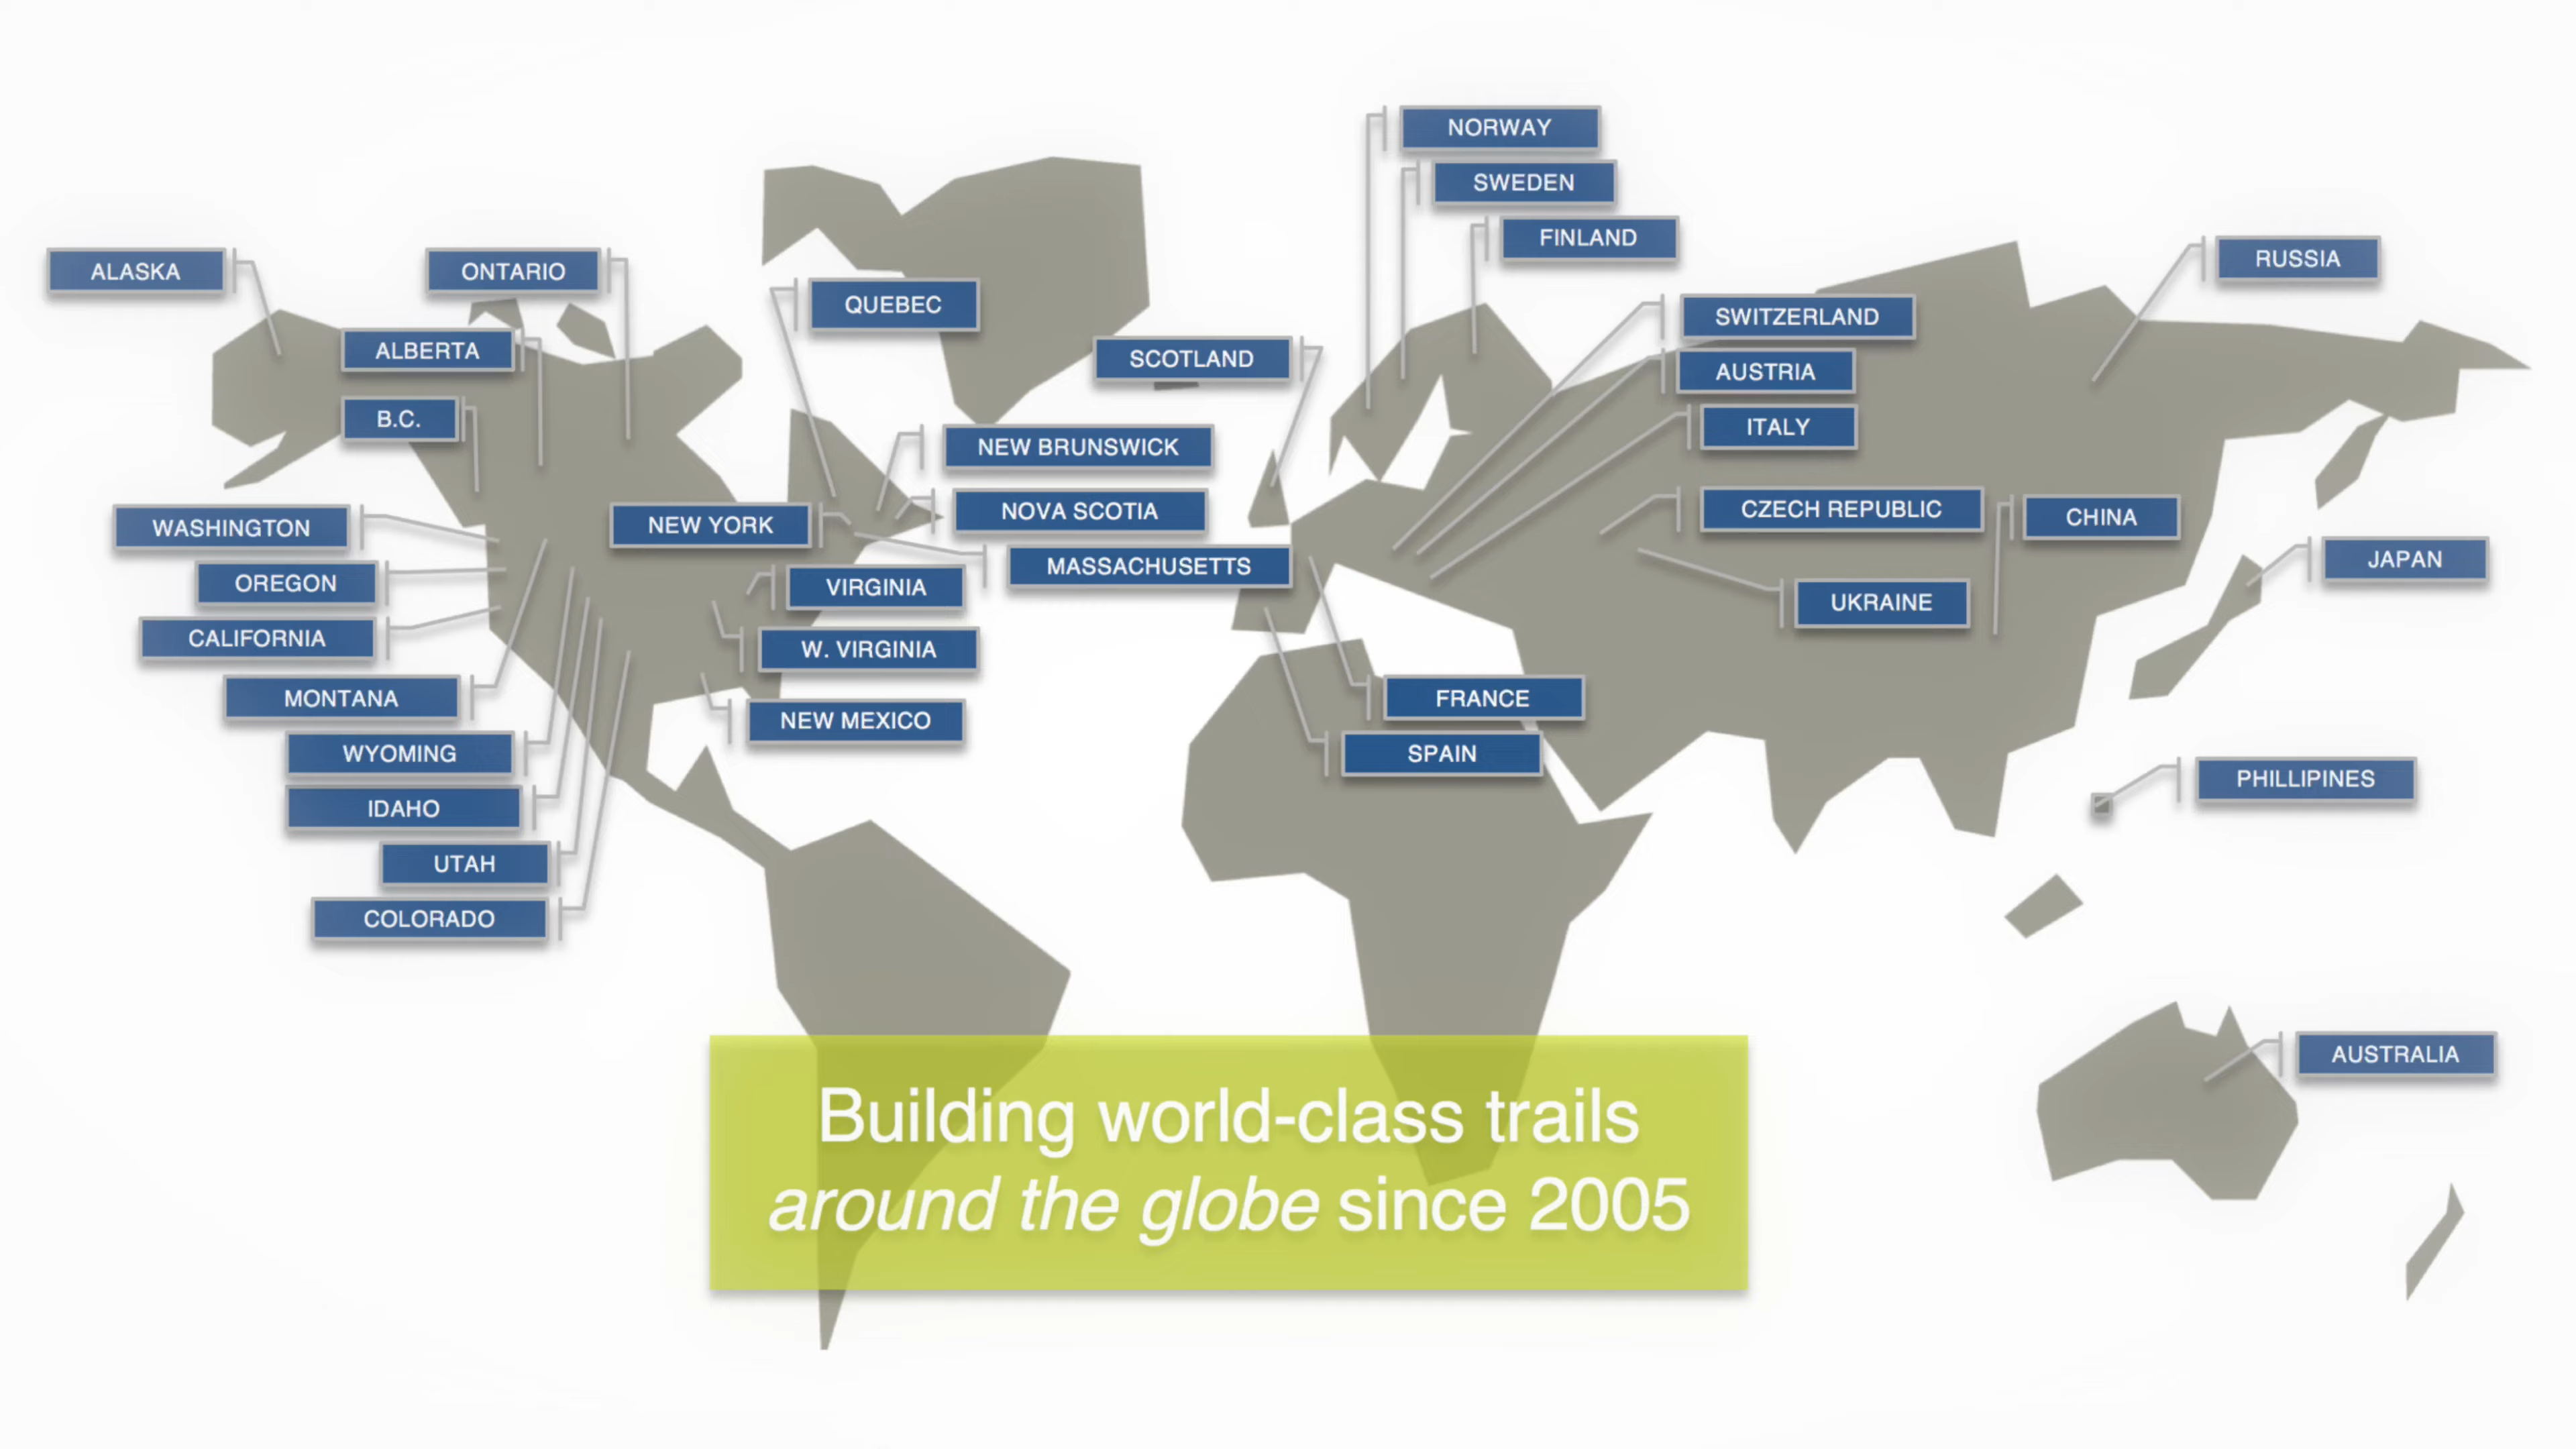 NORWAY
SWEDEN
FINLAND
RUSSIA
ALASKA
ONTARIO
QUEBEC
SWITZERLAND
ALBERTA
SCOTLAND
AUSTRIA
B.C.
ITALY
NEW BRUNSWICK
WASHINGTON
NEW YORK
NOVA SCOTIA
CZECH REPUBLIC
CHINA
OREGON
VIRGINIA
MASSACHUSETTS
JAPAN
UKRAINE
CALIFORNIA
W. VIRGINIA
MONTANA
NEW MEXICO
FRANCE
WYOMING
SPAIN
PHILLIPINES
IDAHO
UTAH
COLORADO
AUSTRALIA
Building world-class trails
around the globe since 2005